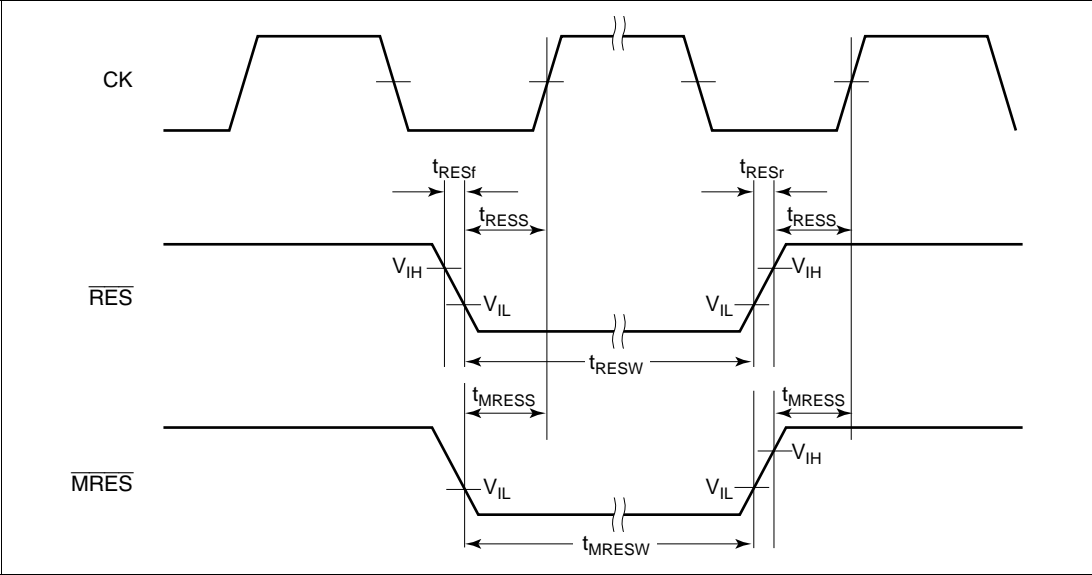 CK
tRESf tRESr
tRESS tRESS
VIH VIH
RES
VIL VIL
tRESW
tMRESS tMRESS
VIH
MRES
VIL VIL
tMRESW